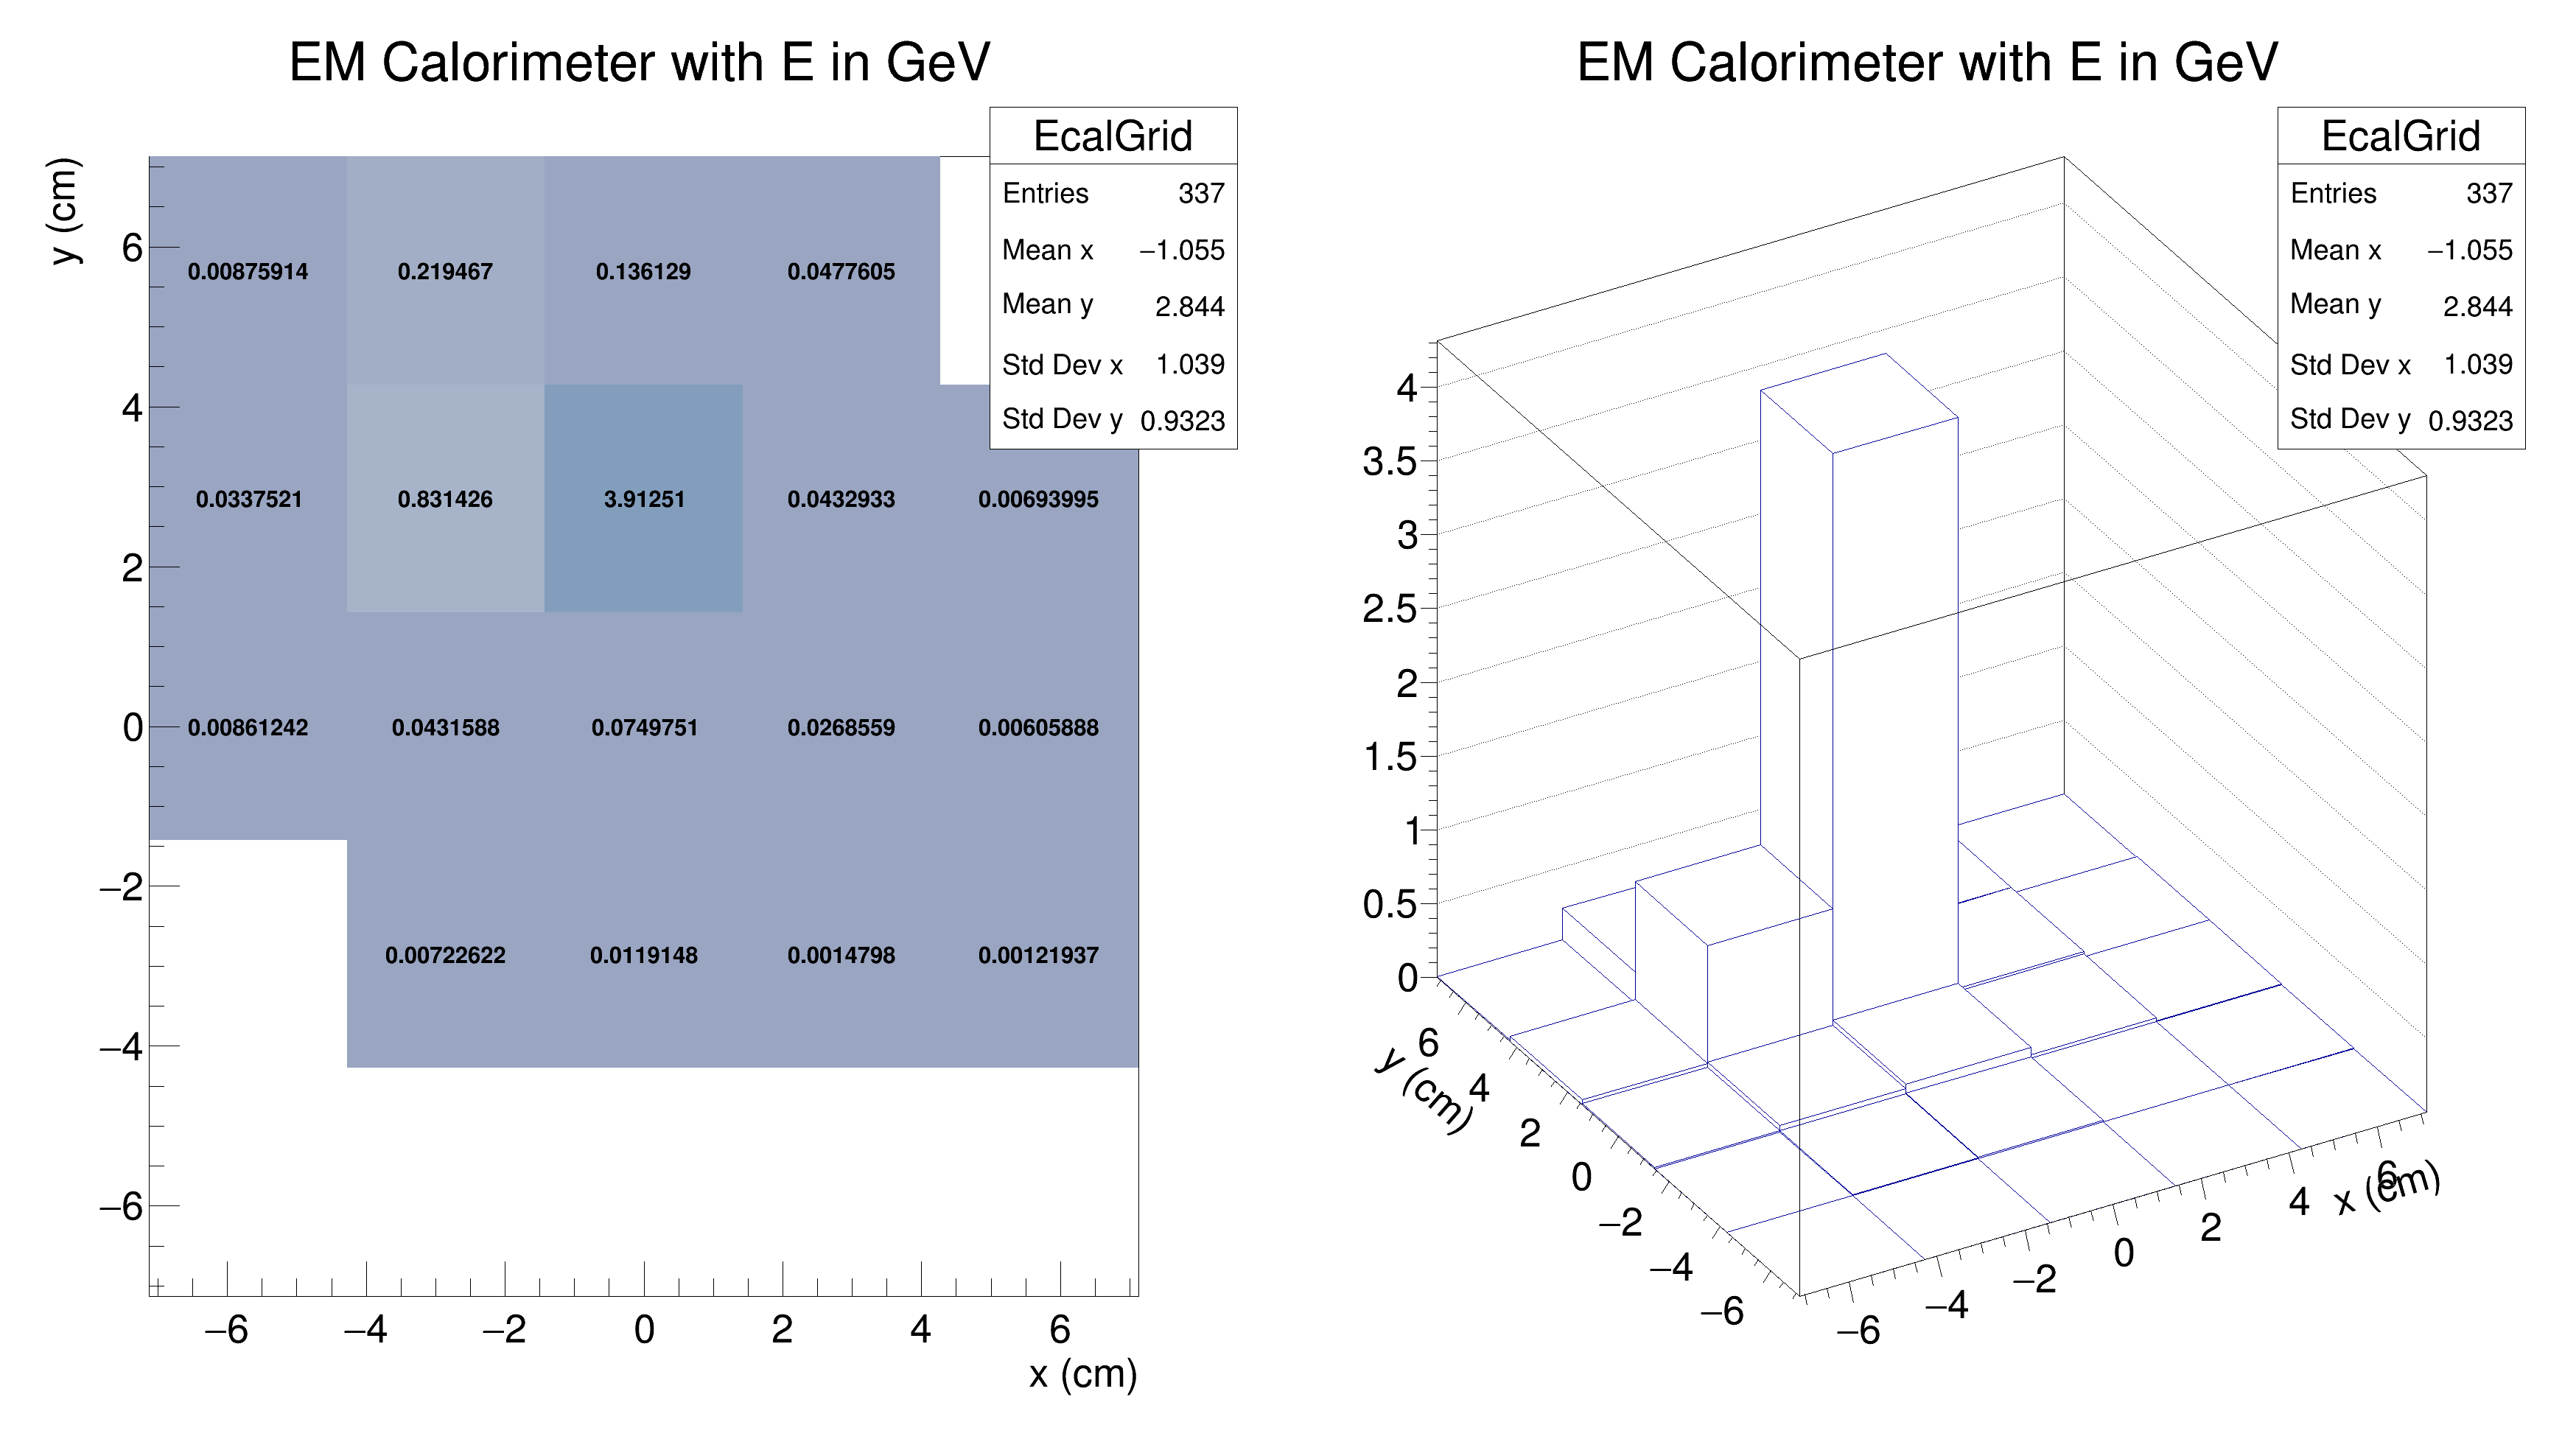 EM Calorimeter with E in GeV
EcalGrid
Entries 337
Mean x −1.055
Mean y 2.844
Std Dev x 1.039
Std Dev y 0.9323
y (cm)
6
4
2
0
−2
−4
−6
0.00875914 0.219467 0.136129 0.0477605
0.0337521 0.831426 3.91251 0.0432933 0.00693995
0.00861242 0.0431588 0.0749751 0.0268559 0.00605888
0.00722622 0.0119148 0.0014798 0.00121937
−6 −4 −2 0 2 4 6
x (cm)
EM Calorimeter with E in GeV
EcalGrid
Entries 337
Mean x −1.055
Mean y 2.844
Std Dev x 1.039
Std Dev y 0.9323
4
3.5
3
2.5
2
1.5
1
0.5
0
y (cm)
6
4
2
0
−2
−4
−6
−6 −4 −2 0 2 4 6
x (cm)